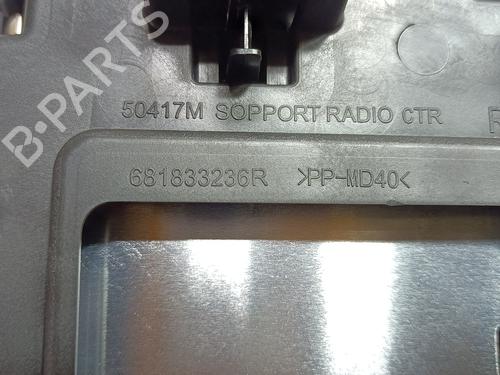 B-PARTS
50417M SOPPORT RADIO CTR
681833236R >PP-MD40<